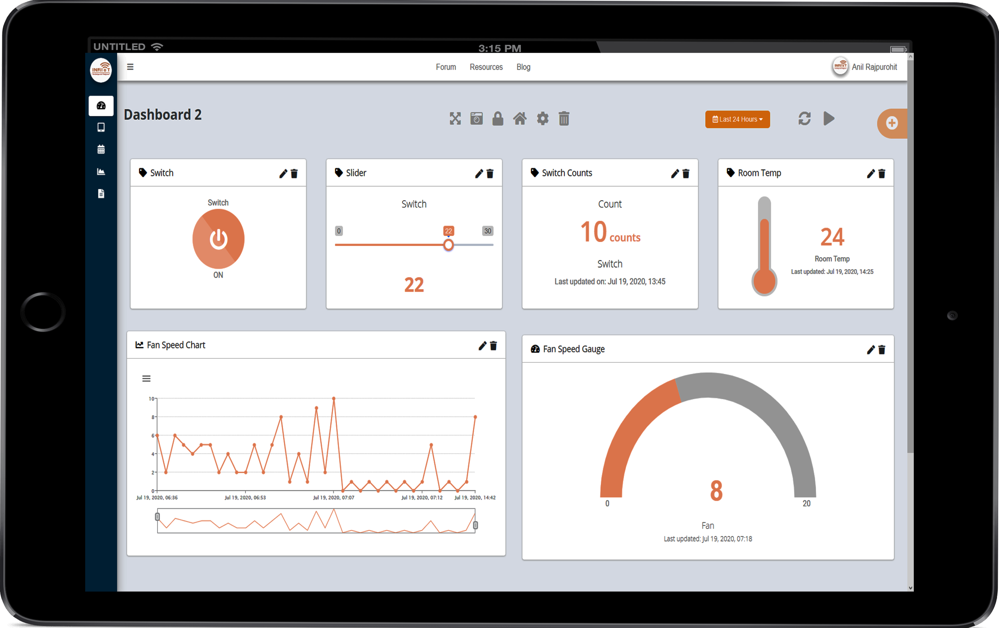 UNTITLED 3:15 PM
INFIIOT
Forum Resources Blog
INFIIOT
Anil Rajpurohit
Dashboard 2
Last 24 Hours
Switch
Switch
ON
Slider
Switch
0 22 30
22
Switch Counts
Count
10 counts
Switch
Last updated on: Jul 19, 2020, 13:45
Room Temp
24
Room Temp
Last updated: Jul 19, 2020, 14:25
Fan Speed Chart
10
8
6
4
2
0
Jul 19, 2020, 06:36 Jul 19, 2020, 06:53 Jul 19, 2020, 07:07 Jul 19, 2020, 07:12 Jul 19, 2020, 14:42
Fan Speed Gauge
8
0 20
Fan
Last updated: Jul 19, 2020, 07:18